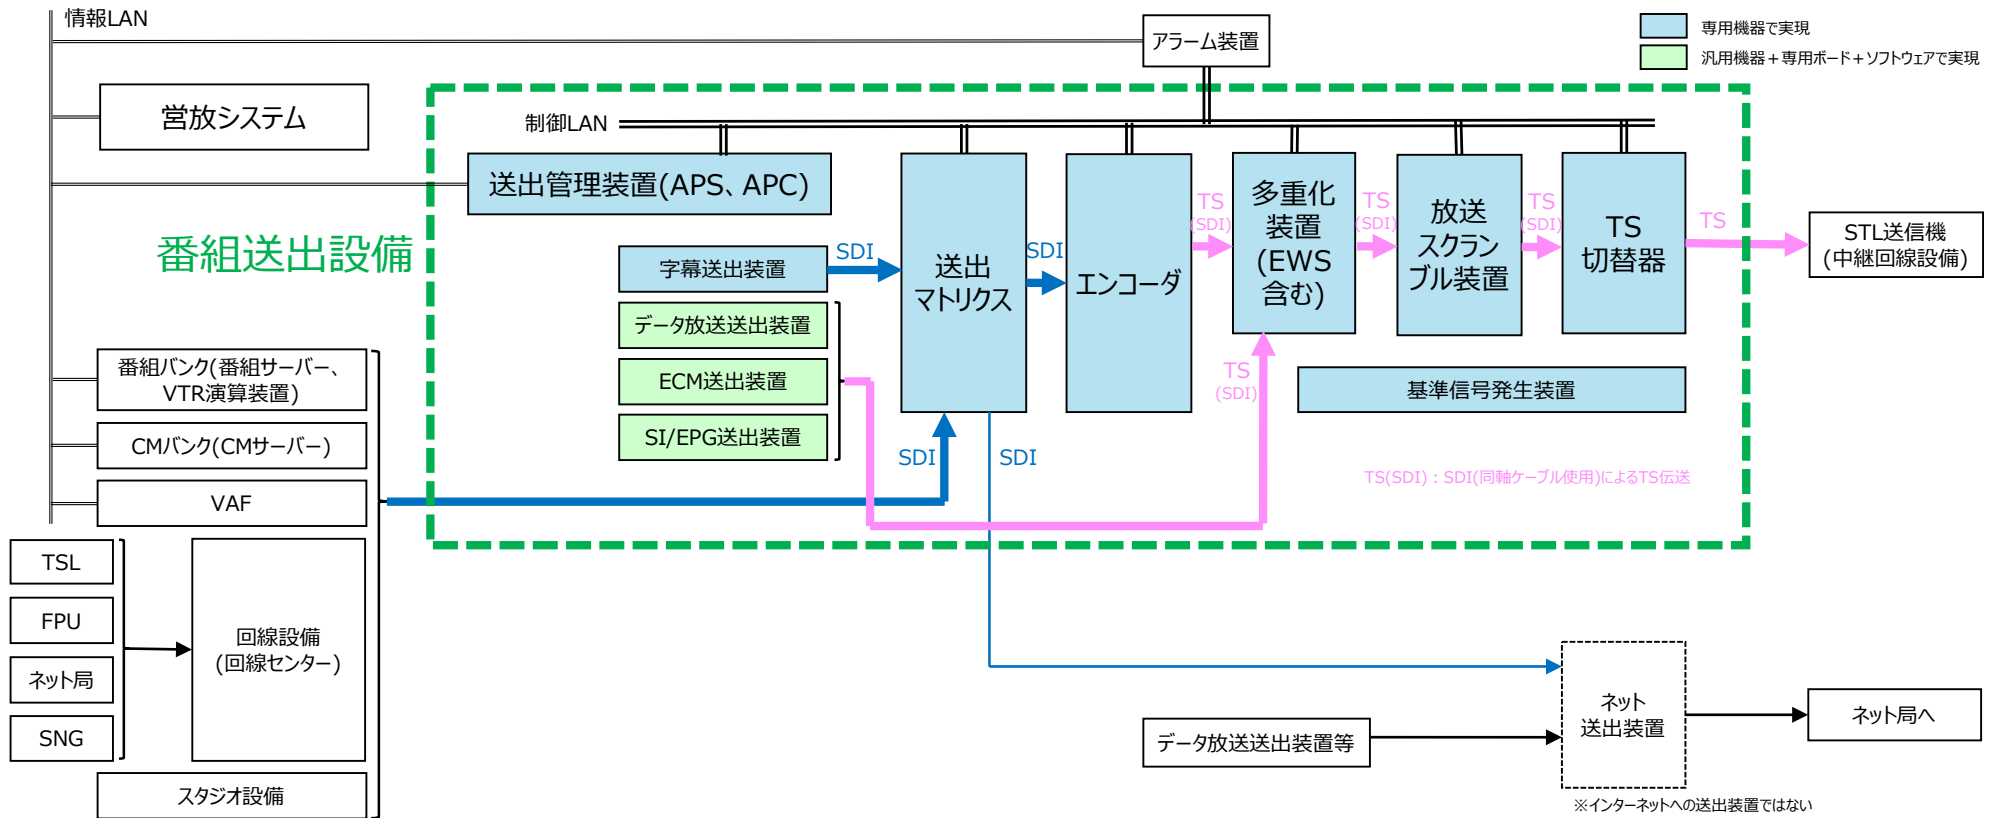 情報LAN
アラーム装置
専用機器で実現
汎用機器＋専用ボード＋ソフトウェアで実現
営放システム
制御LAN
送出管理装置(APS、APC)
番組送出設備
字幕送出装置
SDI
送出
マトリクス
SDI
エンコーダ
TS
(SDI)
多重化
装置
(EWS
含む)
TS
(SDI)
放送
スクラン
ブル装置
TS
(SDI)
TS
切替器
TS
STL送信機
(中継回線設備)
データ放送送出装置
ECM送出装置
SI/EPG送出装置
TS
(SDI)
基準信号発生装置
SDI
SDI
TS(SDI)：SDI(同軸ケーブル使用)によるTS伝送
番組バンク(番組サーバー、
VTR演算装置)
CMバンク(CMサーバー)
VAF
TSL
FPU
ネット局
SNG
回線設備
(回線センター)
スタジオ設備
データ放送送出装置等
ネット
送出装置
ネット局へ
※インターネットへの送出装置ではない